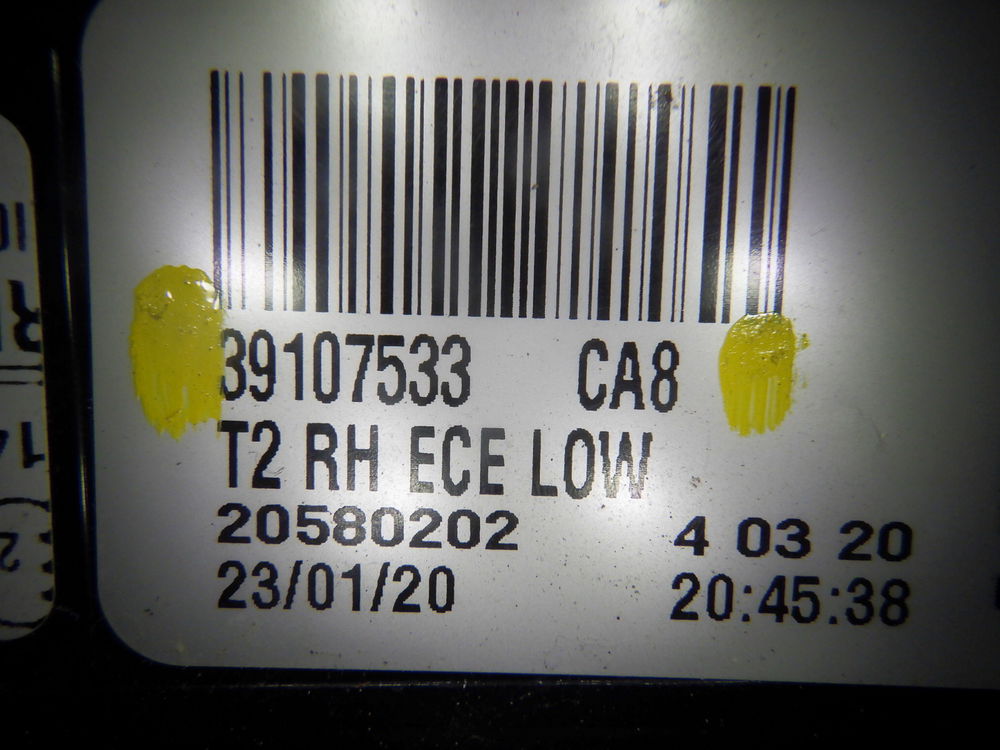 39107533 CA8
T2 RH ECE LOW
20580202 4 03 20
23/01/20 20:45:38